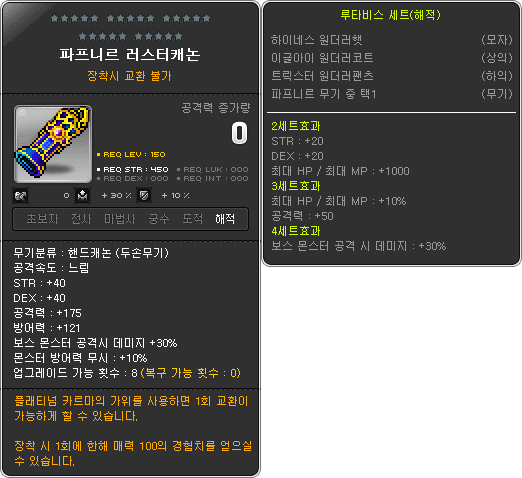 파프니르 러스터캐논
장착시 교환 불가
공격력 증가량
0
REQ LEV : 150
REQ STR : 450 REQ LUK : 000
REQ DEX : 000 REQ INT : 000
0 + 30 % + 10 %
초보자 전사 마법사 궁수 도적 해적
무기분류 : 핸드캐논 (두손무기)
공격속도 : 느림
STR : +40
DEX : +40
공격력 : +175
방어력 : +121
보스 몬스터 공격시 데미지 +30%
몬스터 방어력 무시 : +10%
업그레이드 가능 횟수 : 8 (복구 가능 횟수 : 0)
플래티넘 카르마의 가위를 사용하면 1회 교환이
가능하게 할 수 있습니다.
장착 시 1회에 한해 매력 100의 경험치를 얻으실
수 있습니다.
루타비스 세트(해적)
하이네스 원더러햇 (모자)
이글아이 원더러코트 (상의)
트릭스터 원더러팬츠 (하의)
파프니르 무기 중 택1 (무기)
2세트효과
STR : +20
DEX : +20
최대 HP / 최대 MP : +1000
3세트효과
최대 HP / 최대 MP : +10%
공격력 : +50
4세트효과
보스 몬스터 공격 시 데미지 : +30%